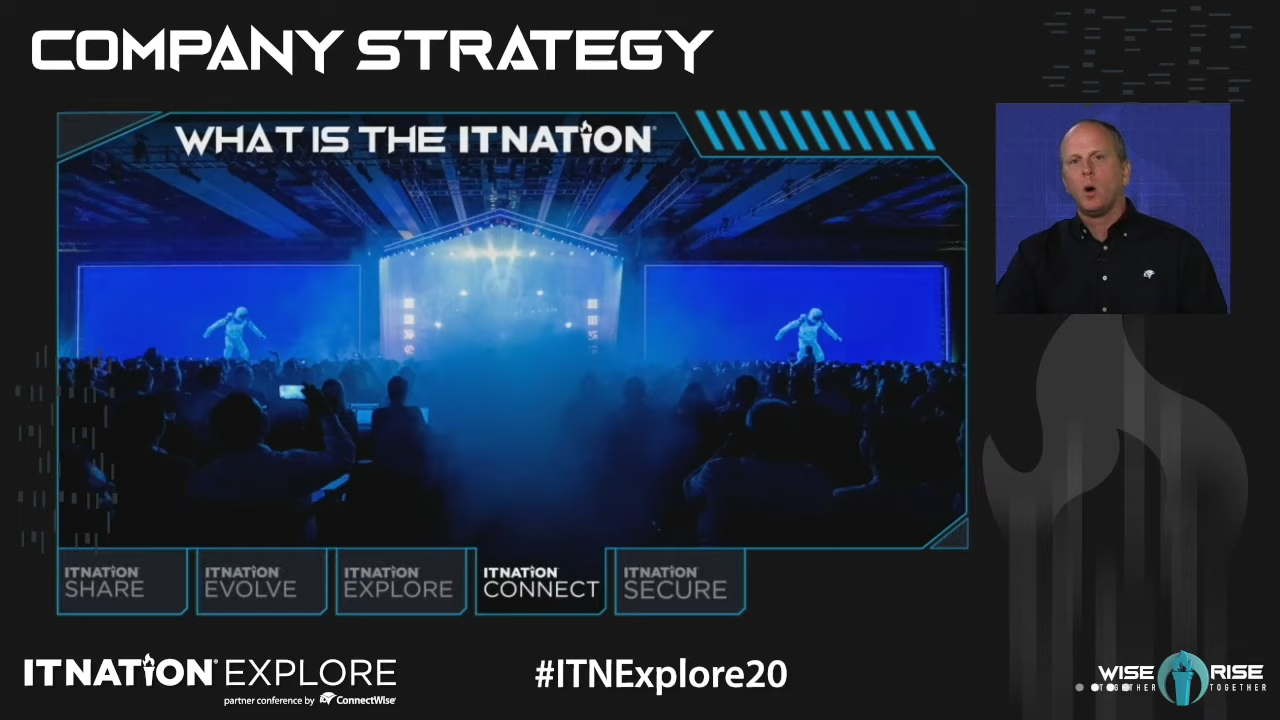 COMPANY STRATEGY
WHAT IS THE ITNATION®
ITNATION
SHARE
ITNATION
EVOLVE
ITNATION
EXPLORE
ITNATION
CONNECT
ITNATION
SECURE
ITNATION® EXPLORE
partner conference by ConnectWise
#ITNExplore20
WISE RISE
TOGETHER TOGETHER